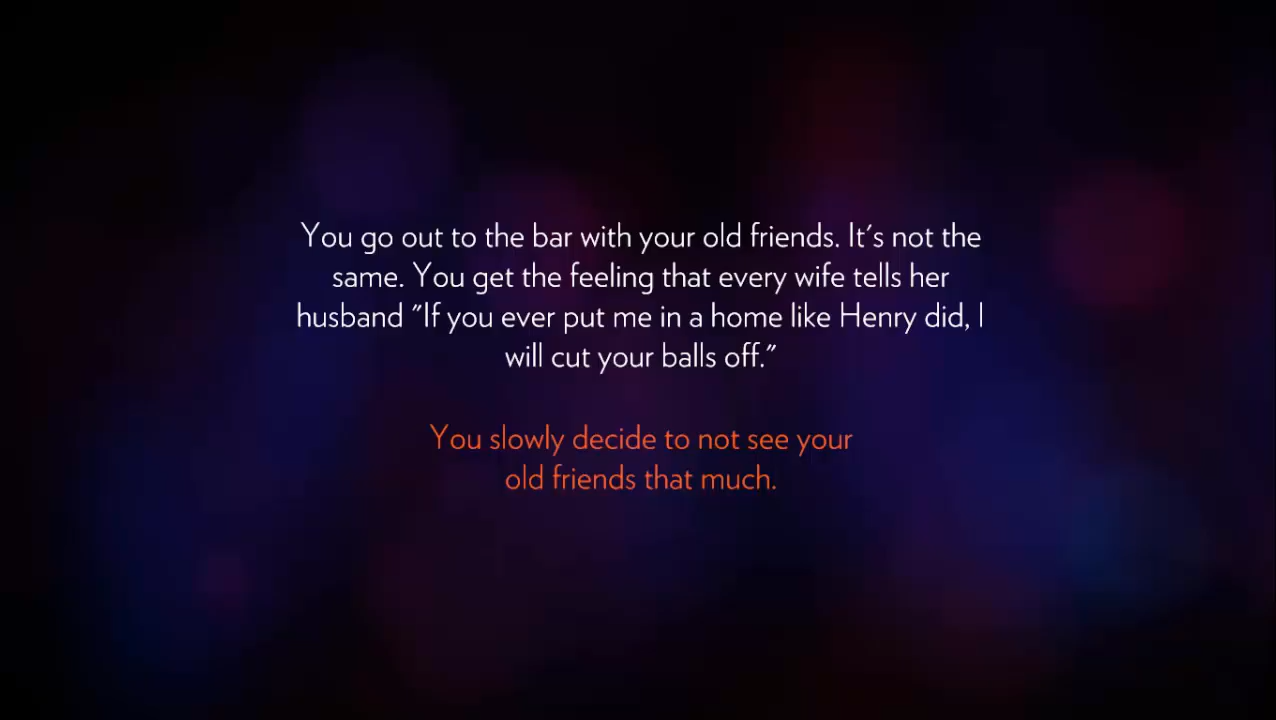 You go out to the bar with your old friends. It's not the
same. You get the feeling that every wife tells her
husband "If you ever put me in a home like Henry did, I
will cut your balls off."
You slowly decide to not see your
old friends that much.